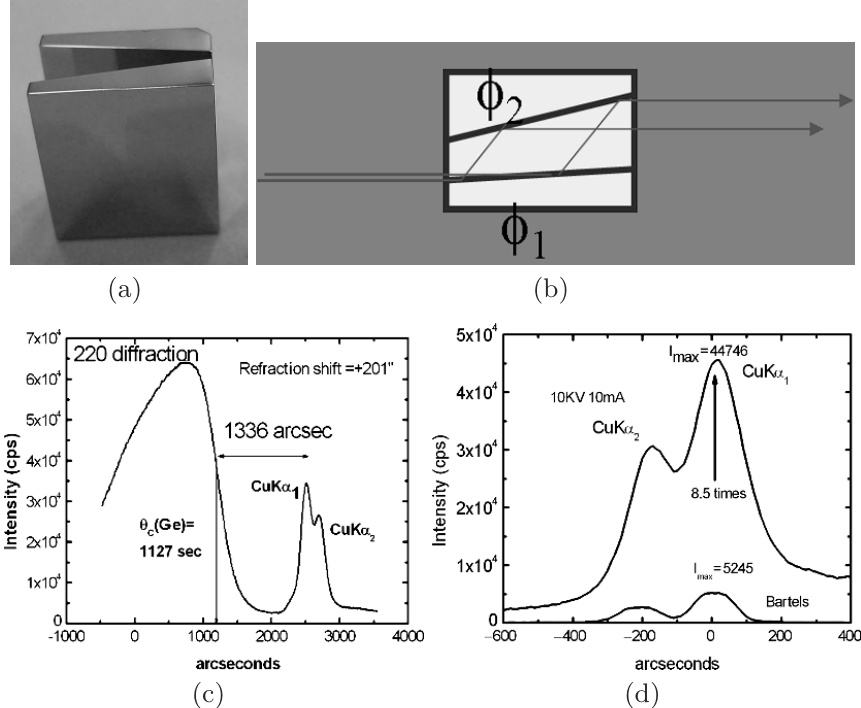 ϕ2
ϕ1
(a)
(b)
7x10⁴
6x10⁴
5x10⁴
4x10⁴
3x10⁴
2x10⁴
1x10⁴
0
Intensity (cps)
220 diffraction
Refraction shift =+201"
1336 arcsec
CuKα₁
CuKα₂
θc(Ge)=
1127 sec
-1000 0 1000 2000 3000 4000
arcseconds
(c)
5x10⁴
4x10⁴
3x10⁴
2x10⁴
1x10⁴
0
Intensity (cps)
Imax=44746
CuKα₁
10KV 10mA
CuKα₂
8.5 times
Imax=5245
Bartels
−600 −400 −200 0 200 400
arcseconds
(d)